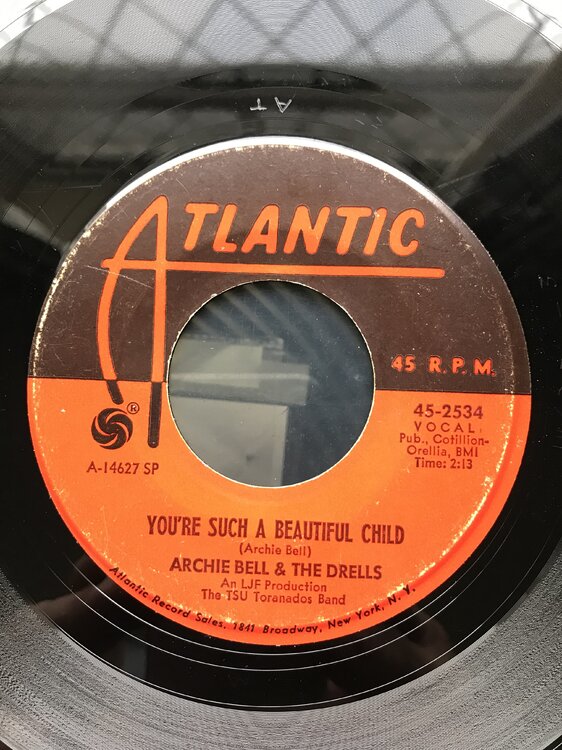 AT
ATLANTIC
45 R.P.M.
®
45-2534
VOCAL:
Pub., Cotillion-
Orellia, BMI
Time: 2:13
A-14627 SP
YOU'RE SUCH A BEAUTIFUL CHILD
(Archie Bell)
ARCHIE BELL & THE DRELLS
An LJF Production
The TSU Toranados Band
Atlantic Record Sales, 1841 Broadway, New York, N. Y.